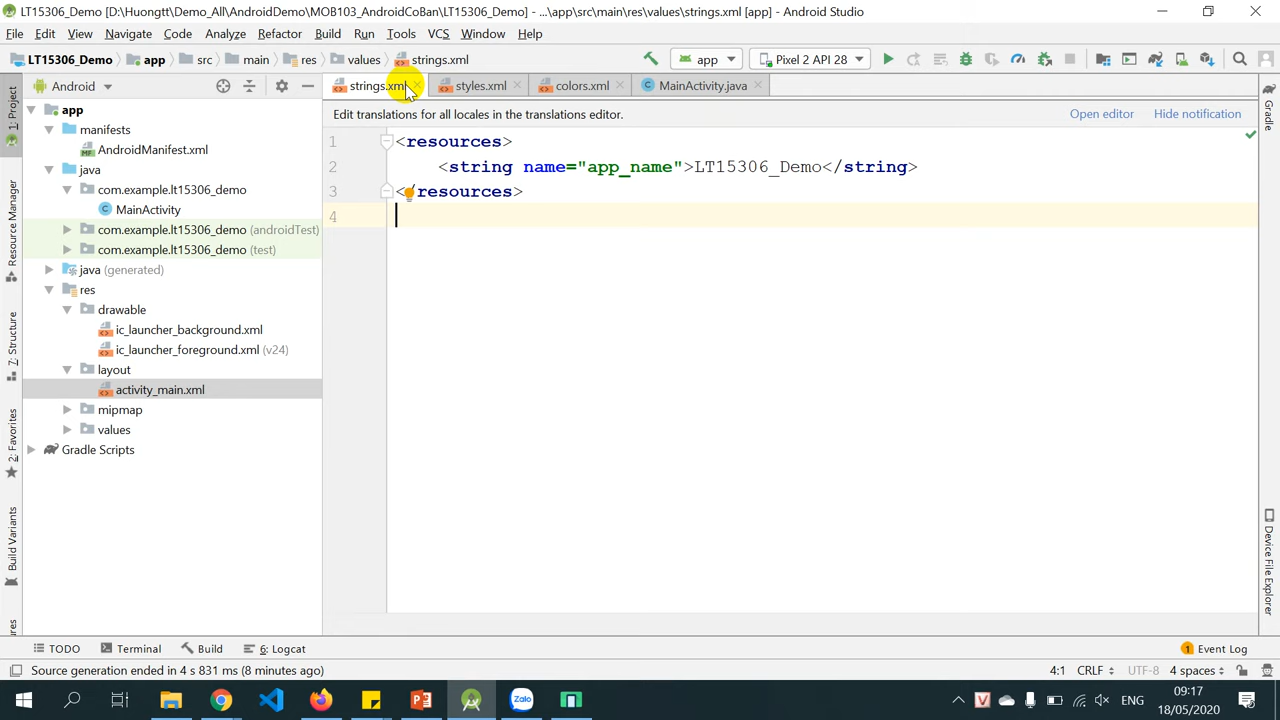 LT15306_Demo [D:\Huongtt\Demo_All\AndroidDemo\MOB103_AndroidCoBan\LT15306_Demo] - ...\app\src\main\res\values\strings.xml [app] - Android Studio
File Edit View Navigate Code Analyze Refactor Build Run Tools VCS Window Help
LT15306_Demo app src main res values strings.xml app Pixel 2 API 28
Android strings.xml styles.xml colors.xml MainActivity.java
Edit translations for all locales in the translations editor. Open editor Hide notification
1 <resources>
2 <string name="app_name">LT15306_Demo</string>
3 </resources>
4
app
manifests
AndroidManifest.xml
java
com.example.lt15306_demo
MainActivity
com.example.lt15306_demo (androidTest)
com.example.lt15306_demo (test)
java (generated)
res
drawable
ic_launcher_background.xml
ic_launcher_foreground.xml (v24)
layout
activity_main.xml
mipmap
values
Gradle Scripts
1: Project
Resource Manager
7: Structure
2: Favorites
Build Variants
Gradle
Device File Explorer
TODO Terminal Build 6: Logcat 1 Event Log
Source generation ended in 4 s 831 ms (8 minutes ago) 4:1 CRLF UTF-8 4 spaces
Zalo V ENG 09:17
18/05/2020